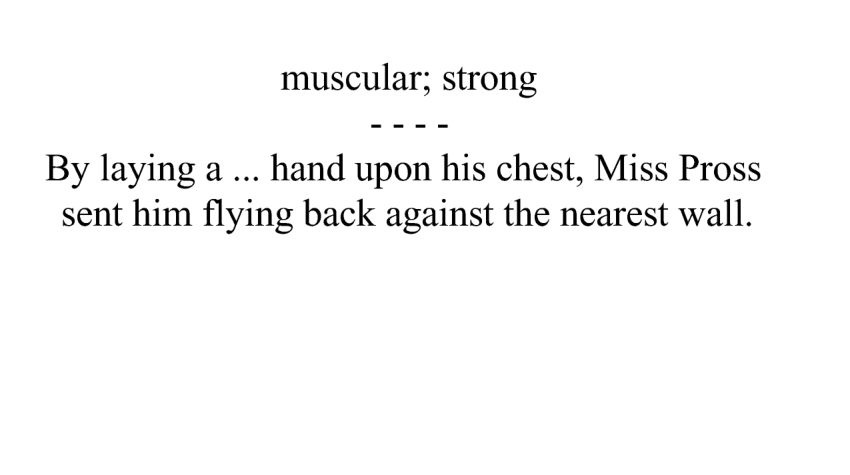 muscular; strong
- - - -
By laying a ... hand upon his chest, Miss Pross
sent him flying back against the nearest wall.